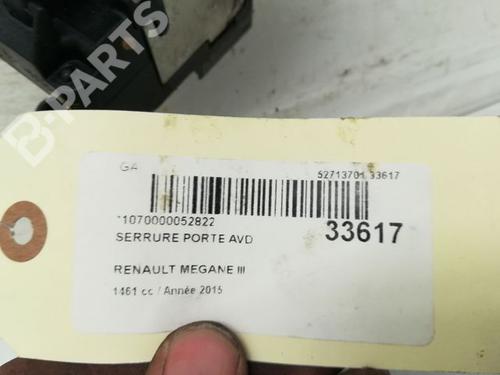 B-PARTS
GA
52713701 33617
*1070000052822
SERRURE PORTE AVD
33617
RENAULT MEGANE III
1461 cc / Année 2015